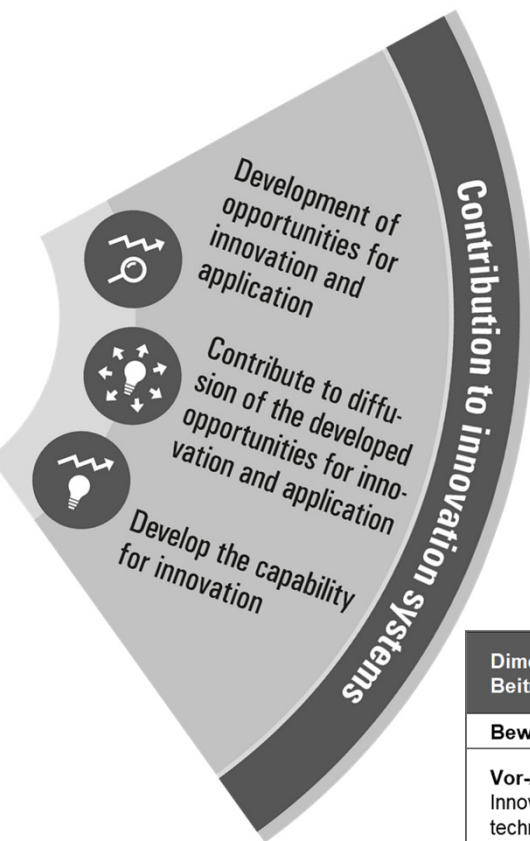 Development of
opportunities for
innovation and
application
Contribute to diffu-
sion of the developed
opportunities for inno-
vation and application
Develop the capability
for innovation
Contribution to innovation systems